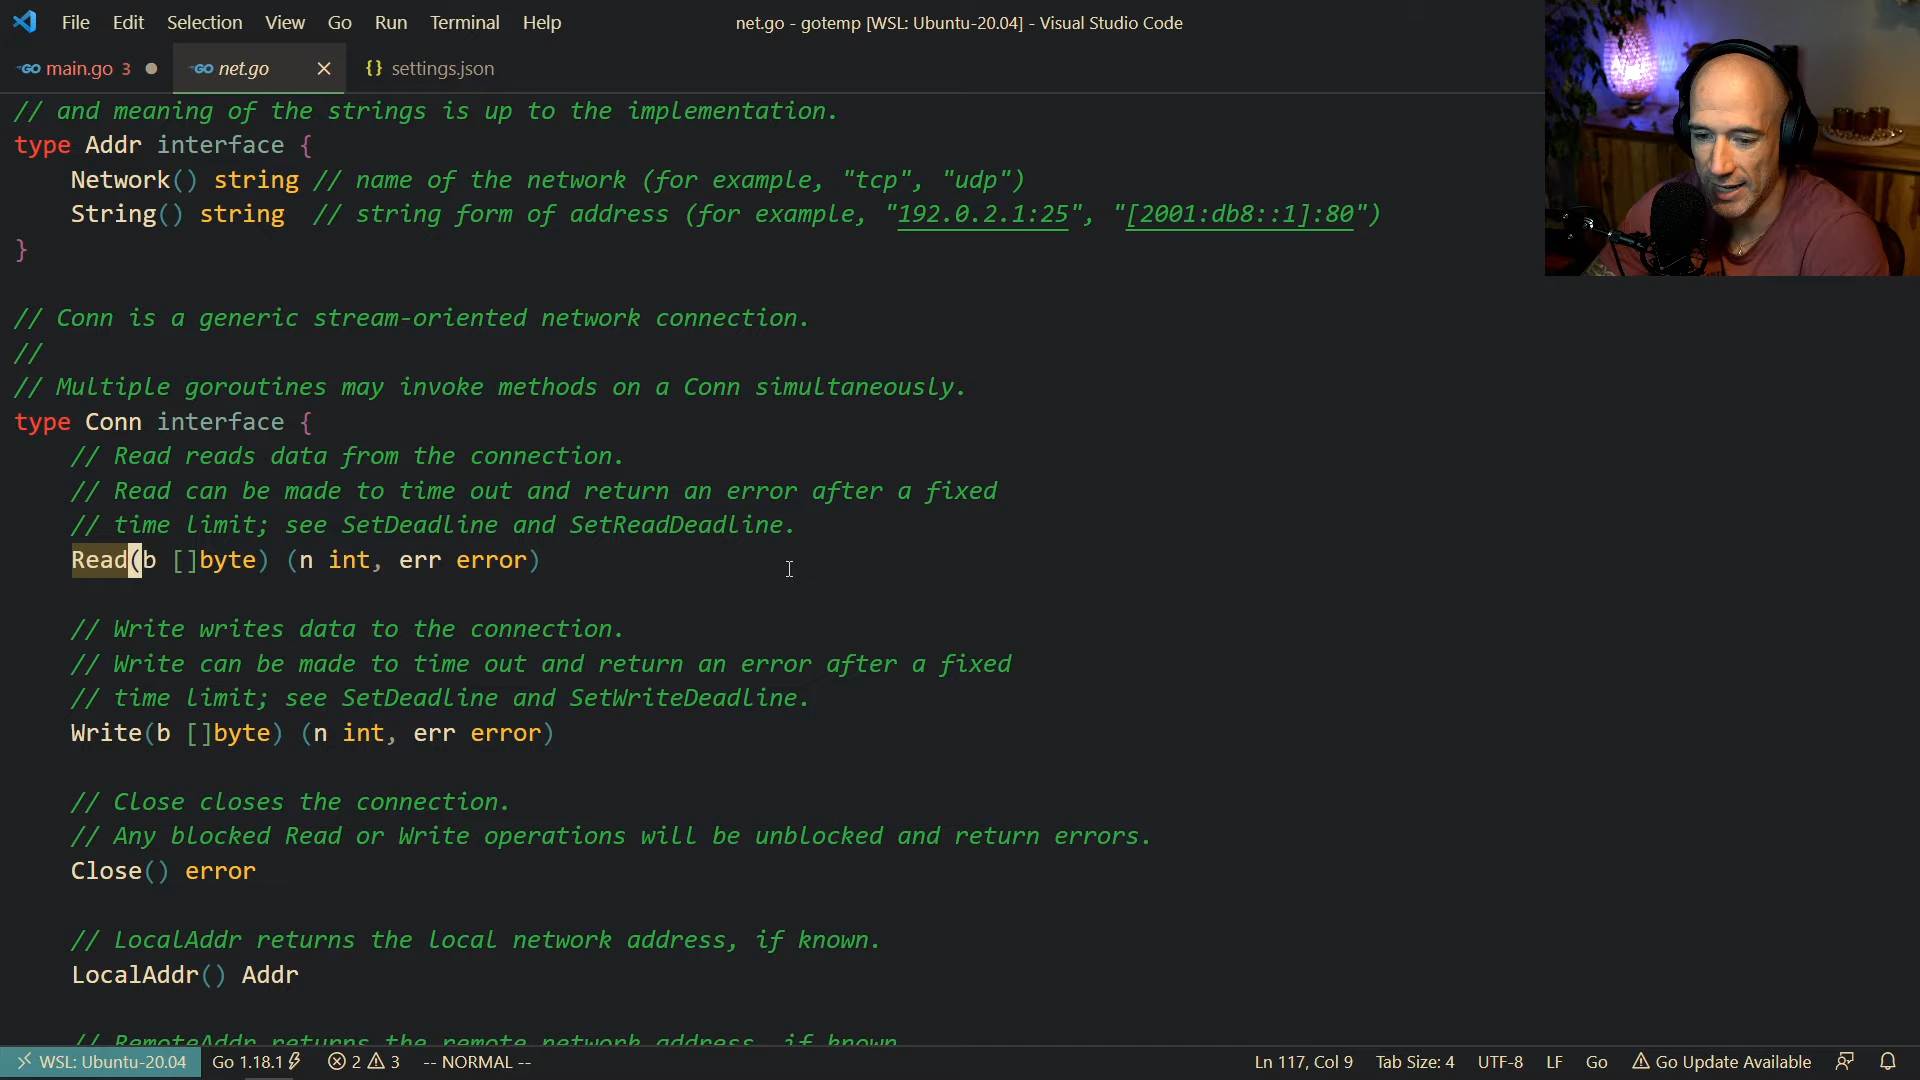 File Edit Selection View Go Run Terminal Help
net.go - gotemp [WSL: Ubuntu-20.04] - Visual Studio Code
GO main.go 3 GO net.go {} settings.json
// and meaning of the strings is up to the implementation.
type Addr interface {
Network() string // name of the network (for example, "tcp", "udp")
String() string // string form of address (for example, "192.0.2.1:25", "[2001:db8::1]:80")
}
// Conn is a generic stream-oriented network connection.
//
// Multiple goroutines may invoke methods on a Conn simultaneously.
type Conn interface {
// Read reads data from the connection.
// Read can be made to time out and return an error after a fixed
// time limit; see SetDeadline and SetReadDeadline.
Read(b []byte) (n int, err error)
// Write writes data to the connection.
// Write can be made to time out and return an error after a fixed
// time limit; see SetDeadline and SetWriteDeadline.
Write(b []byte) (n int, err error)
// Close closes the connection.
// Any blocked Read or Write operations will be unblocked and return errors.
Close() error
// LocalAddr returns the local network address, if known.
LocalAddr() Addr
// RemoteAddr returns the remote network address, if known
WSL: Ubuntu-20.04 Go 1.18.1 2 3 -- NORMAL -- Ln 117, Col 9 Tab Size: 4 UTF-8 LF Go Go Update Available